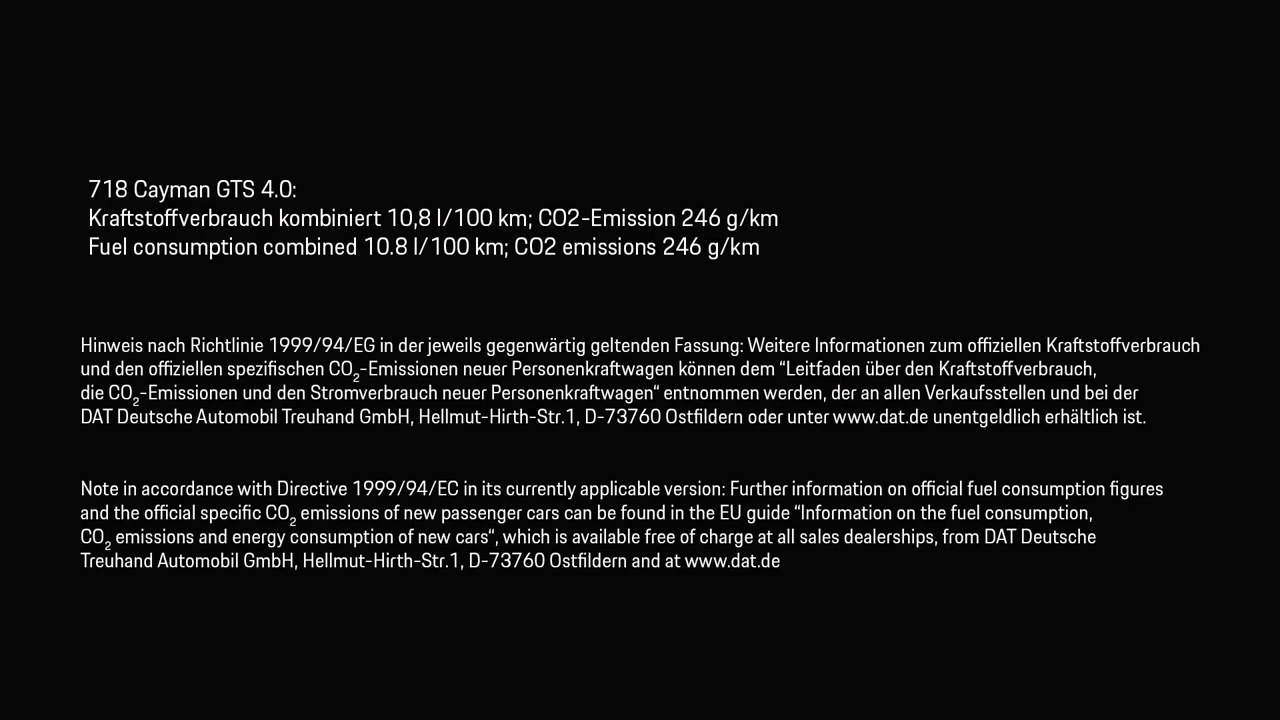 718 Cayman GTS 4.0:
Kraftstoffverbrauch kombiniert 10,8 l/100 km; CO2-Emission 246 g/km
Fuel consumption combined 10.8 l/100 km; CO2 emissions 246 g/km
Hinweis nach Richtlinie 1999/94/EG in der jeweils gegenwärtig geltenden Fassung: Weitere Informationen zum offiziellen Kraftstoffverbrauch
und den offiziellen spezifischen CO₂-Emissionen neuer Personenkraftwagen können dem “Leitfaden über den Kraftstoffverbrauch,
die CO₂-Emissionen und den Stromverbrauch neuer Personenkraftwagen“ entnommen werden, der an allen Verkaufsstellen und bei der
DAT Deutsche Automobil Treuhand GmbH, Hellmut-Hirth-Str.1, D-73760 Ostfildern oder unter www.dat.de unentgeldlich erhältlich ist.
Note in accordance with Directive 1999/94/EC in its currently applicable version: Further information on official fuel consumption figures
and the official specific CO₂ emissions of new passenger cars can be found in the EU guide “Information on the fuel consumption,
CO₂ emissions and energy consumption of new cars“, which is available free of charge at all sales dealerships, from DAT Deutsche
Treuhand Automobil GmbH, Hellmut-Hirth-Str.1, D-73760 Ostfildern and at www.dat.de